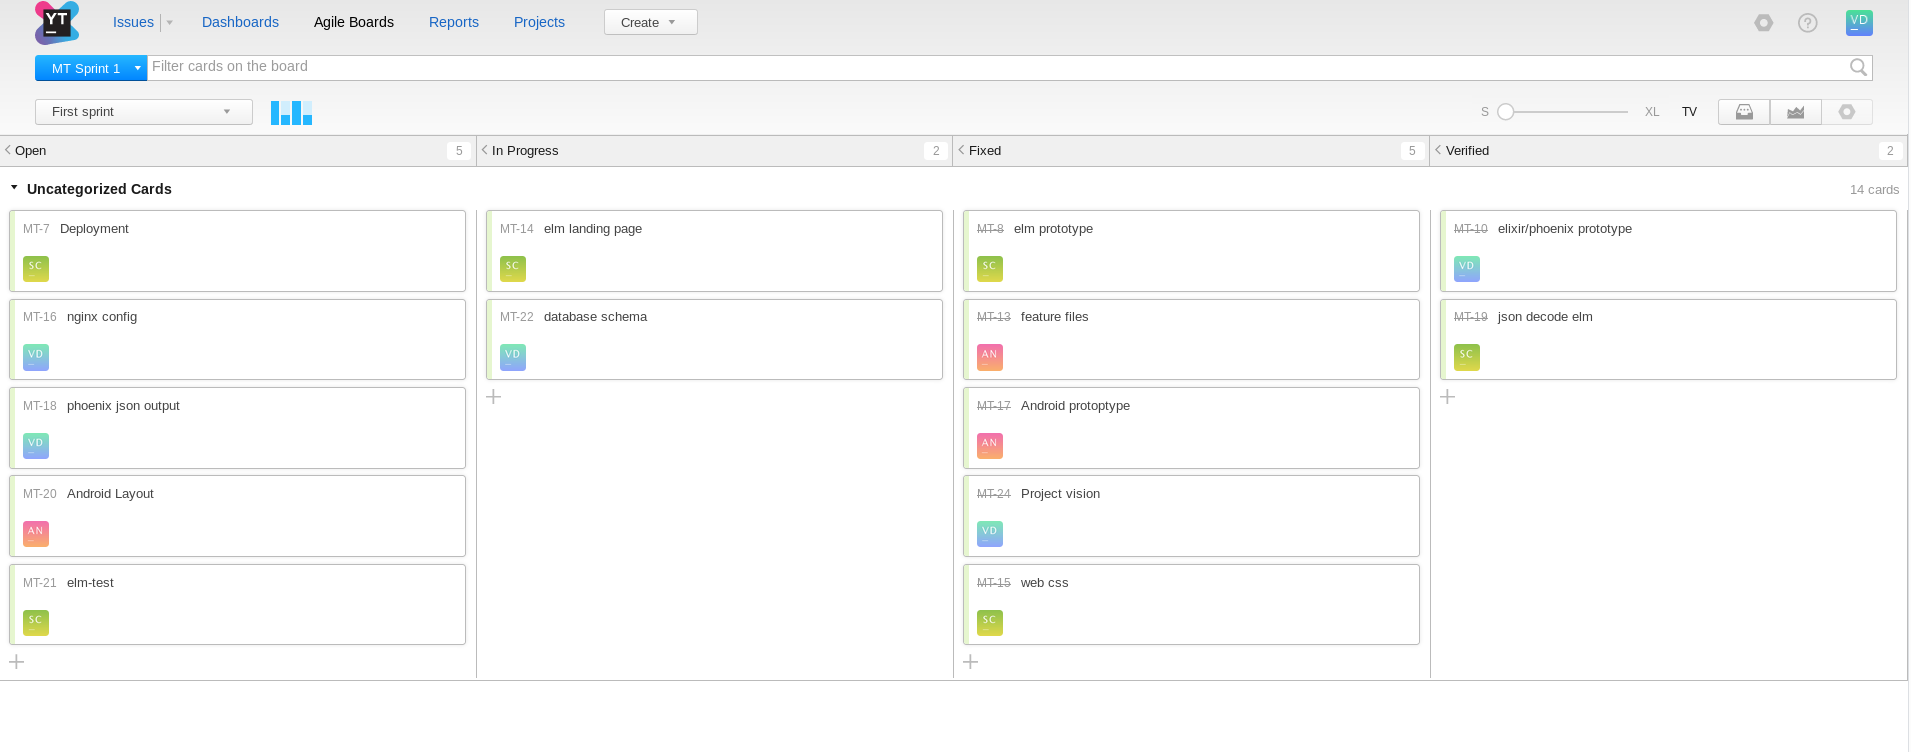 YT
Issues Dashboards Agile Boards Reports Projects Create VD
MT Sprint 1 Filter cards on the board
First sprint S XL TV
Open 5 In Progress 2 Fixed 5 Verified 2
Uncategorized Cards 14 cards
MT-7 Deployment
SC
MT-16 nginx config
VD
MT-18 phoenix json output
VD
MT-20 Android Layout
AN
MT-21 elm-test
SC
MT-14 elm landing page
SC
MT-22 database schema
VD
MT-8 elm prototype
SC
MT-13 feature files
AN
MT-17 Android protoptype
AN
MT-24 Project vision
VD
MT-15 web css
SC
MT-10 elixir/phoenix prototype
VD
MT-19 json decode elm
SC